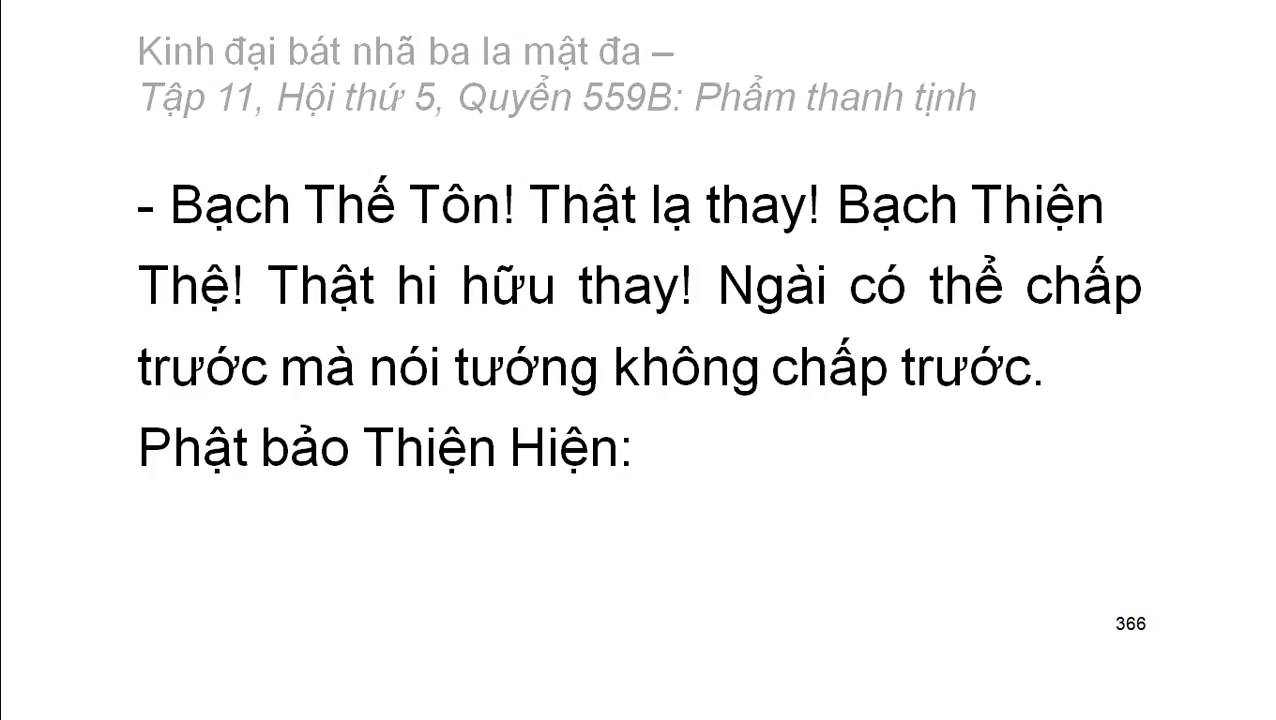 Kinh đại bát nhã ba la mật đa –
Tập 11, Hội thứ 5, Quyển 559B: Phẩm thanh tịnh
- Bạch Thế Tôn! Thật lạ thay! Bạch Thiện
Thệ! Thật hi hữu thay! Ngài có thể chấp
trước mà nói tướng không chấp trước.
Phật bảo Thiện Hiện:
366